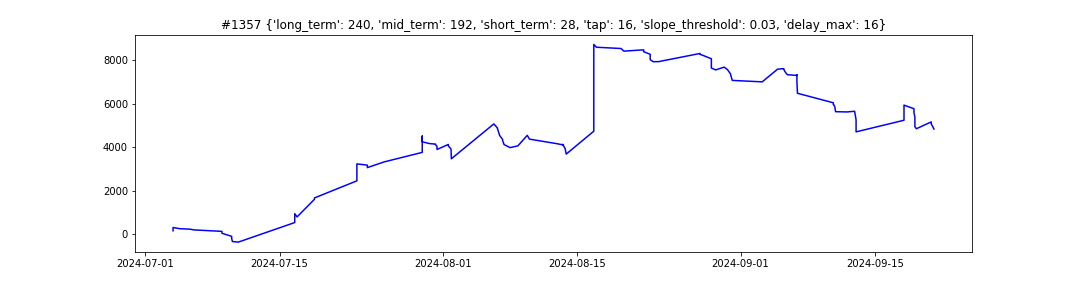 #1357 {'long_term': 240, 'mid_term': 192, 'short_term': 28, 'tap': 16, 'slope_threshold': 0.03, 'delay_max': 16}
8000
6000
4000
2000
0
2024-07-01 2024-07-15 2024-08-01 2024-08-15 2024-09-01 2024-09-15